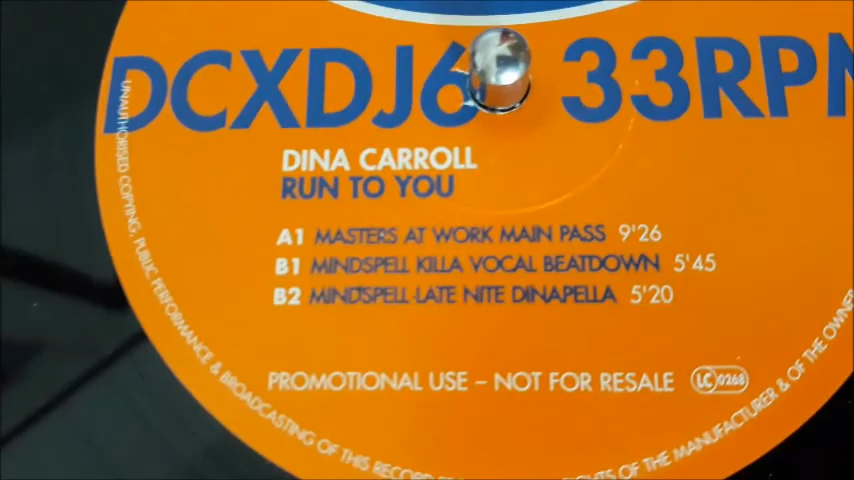 DCXDJ6 33RPM
DINA CARROLL
RUN TO YOU
A1 MASTERS AT WORK MAIN PASS 9'26
B1 MINDSPELL KILLA VOCAL BEATDOWN 5'45
B2 MINDSPELL LATE NITE DINAPELLA 5'20
PROMOTIONAL USE – NOT FOR RESALE LC 0268
UNAUTHORISED COPYING, PUBLIC PERFORMANCE & BROADCASTING OF THIS RECORD
OF THE MANUFACTURER & OF THE OWNER